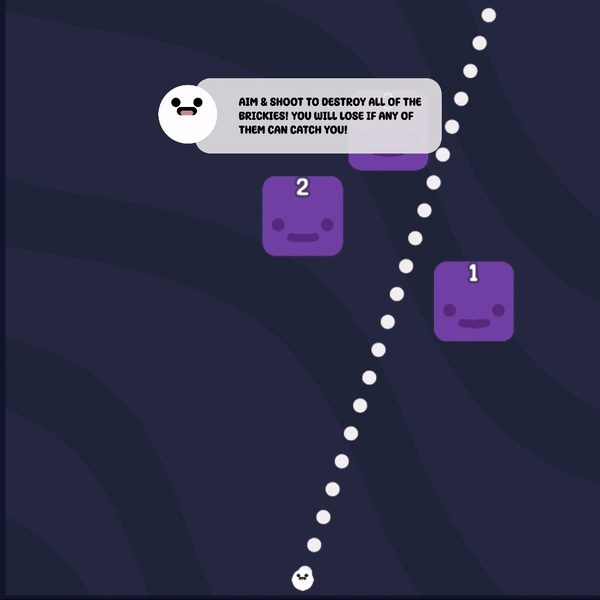 AIM & SHOOT TO DESTROY ALL OF THE
BRICKIES! YOU WILL LOSE IF ANY OF
THEM CAN CATCH YOU!
2
1